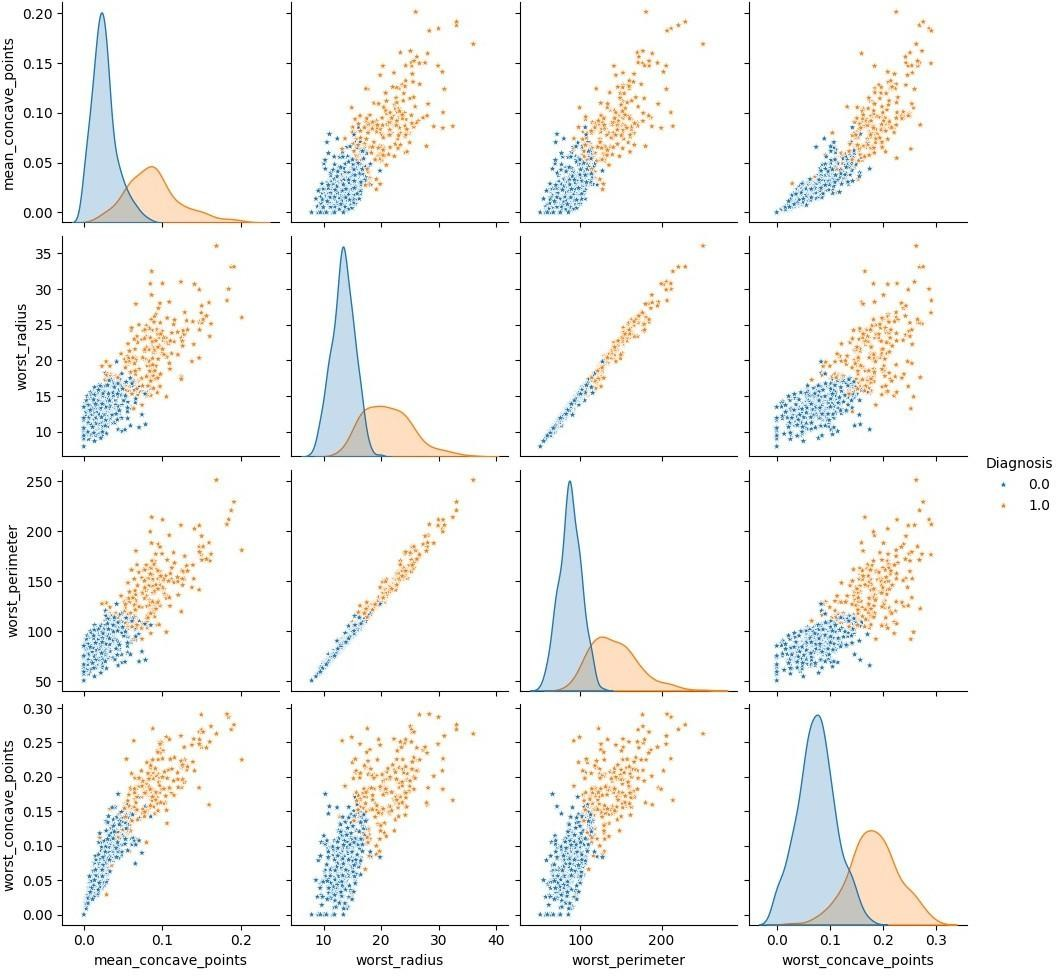 mean_concave_points
0.20
0.15
0.10
0.05
0.00
worst_radius
35
30
25
20
15
10
worst_perimeter
250
200
150
100
50
worst_concave_points
0.30
0.25
0.20
0.15
0.10
0.05
0.00
0.0 0.1 0.2
mean_concave_points
10 20 30 40
worst_radius
100 200
worst_perimeter
0.0 0.1 0.2 0.3
worst_concave_points
Diagnosis
0.0
1.0